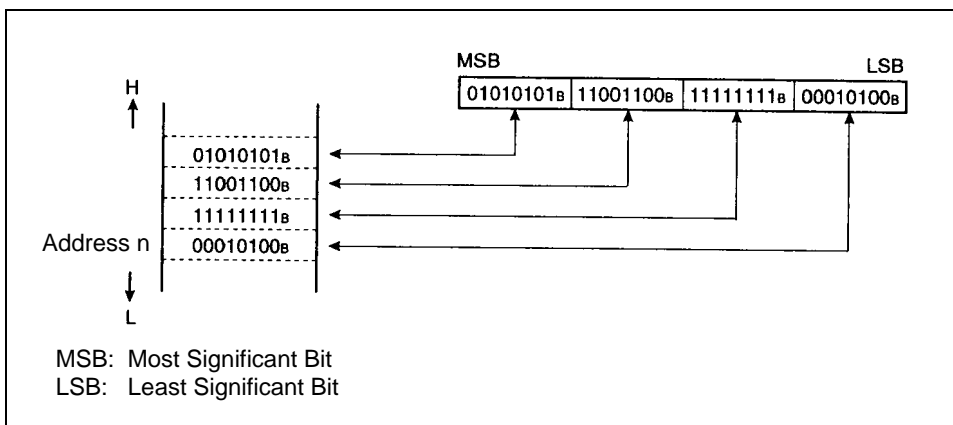 MSB LSB
01010101B 11001100B 11111111B 00010100B
H
01010101B
11001100B
11111111B
Address n 00010100B
L
MSB: Most Significant Bit
LSB: Least Significant Bit